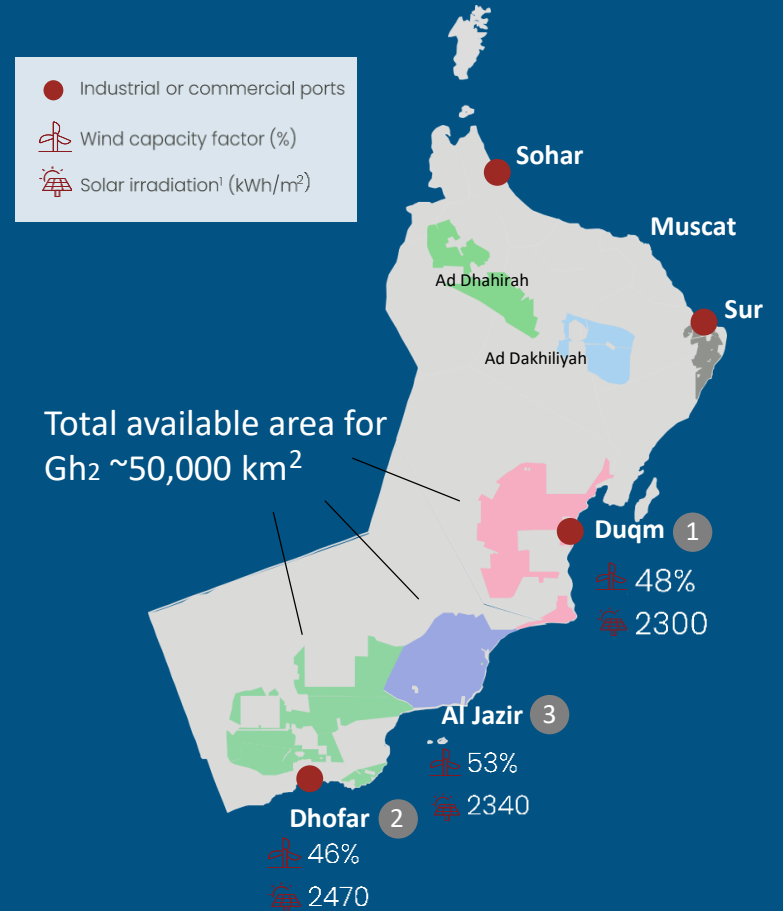 Industrial or commercial ports
Wind capacity factor (%)
Solar irradiation¹ (kWh/m²)
Sohar
Muscat
Ad Dhahirah
Sur
Ad Dakhiliyah
Total available area for
Gh₂ ~50,000 km²
Duqm 1
48%
2300
Al Jazir 3
53%
2340
Dhofar 2
46%
2470